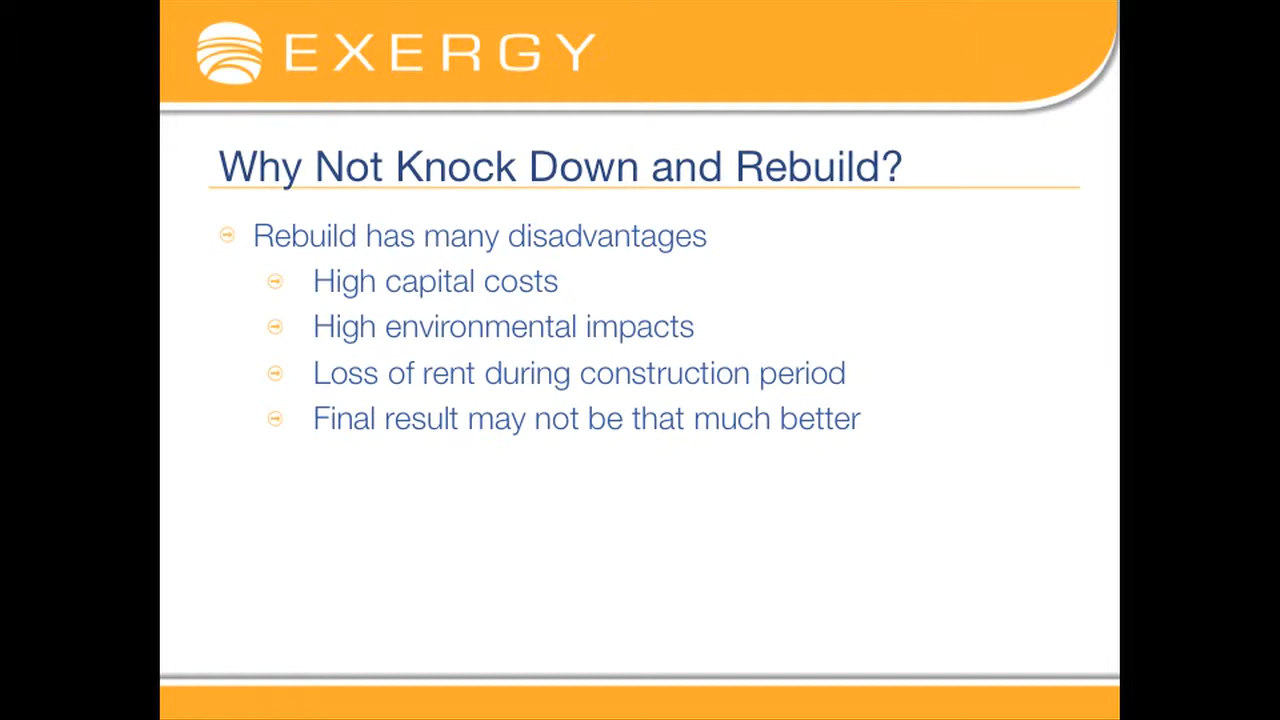 EXERGY
Why Not Knock Down and Rebuild?
Rebuild has many disadvantages
High capital costs
High environmental impacts
Loss of rent during construction period
Final result may not be that much better